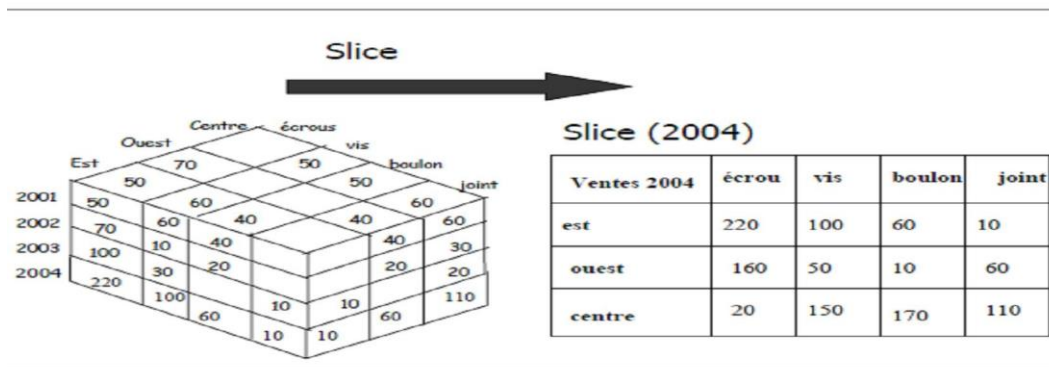 Slice
Centre écrous
Ouest vis
Est 70 50 boulon
50 50 joint
2001 50 60 60
2002 70 60 40 40 40 60
2003 100 10 20 20 30
2004 220 30 10 10 20
100 60 10 10 60 110
Slice (2004)
Ventes 2004 écrou vis boulon joint
est 220 100 60 10
ouest 160 50 10 60
centre 20 150 170 110